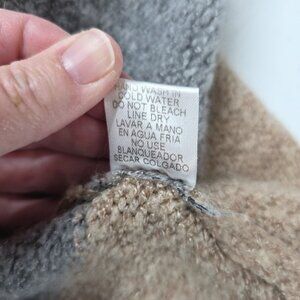 HAND WASH IN
COLD WATER
DO NOT BLEACH
LINE DRY
LAVAR A MANO
EN AGUA FRIA
NO USE
BLANQUEADOR
SECAR COLGADO